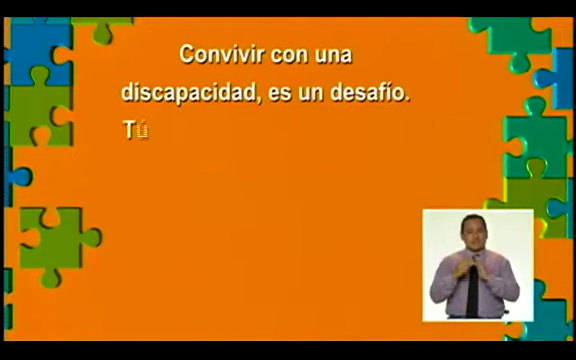 Convivir con una
discapacidad, es un desafío.
Tú